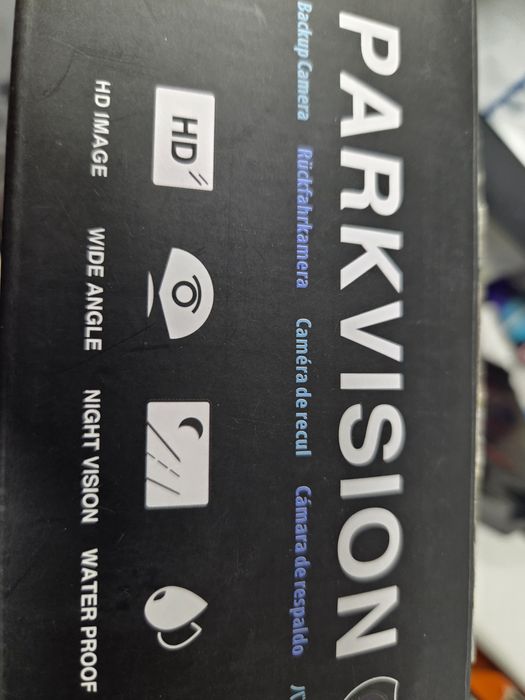 PARKVISION
Backup Camera Rückfahrkamera Caméra de recul Cámara de respaldo
HD
HD IMAGE WIDE ANGLE NIGHT VISION WATER PROOF